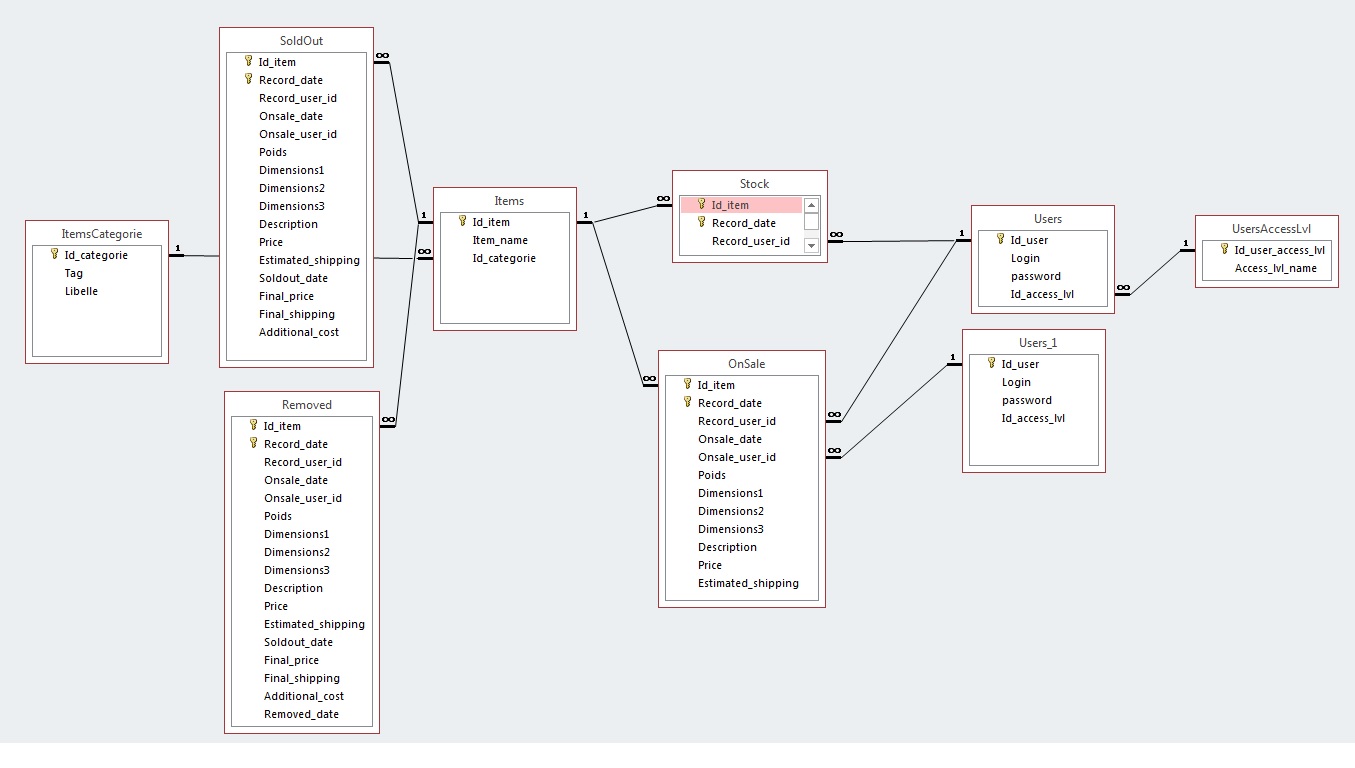 SoldOut
Id_item
Record_date
Record_user_id
Onsale_date
Onsale_user_id
Poids
Dimensions1
Dimensions2
Dimensions3
Description
Price
Estimated_shipping
Soldout_date
Final_price
Final_shipping
Additional_cost
ItemsCategorie
Id_categorie
Tag
Libelle
Removed
Id_item
Record_date
Record_user_id
Onsale_date
Onsale_user_id
Poids
Dimensions1
Dimensions2
Dimensions3
Description
Price
Estimated_shipping
Soldout_date
Final_price
Final_shipping
Additional_cost
Removed_date
Items
Id_item
Item_name
Id_categorie
Stock
Id_item
Record_date
Record_user_id
OnSale
Id_item
Record_date
Record_user_id
Onsale_date
Onsale_user_id
Poids
Dimensions1
Dimensions2
Dimensions3
Description
Price
Estimated_shipping
Users
Id_user
Login
password
Id_access_lvl
Users_1
Id_user
Login
password
Id_access_lvl
UsersAccessLvl
Id_user_access_lvl
Access_lvl_name
1
∞
∞
1
∞
∞
1
∞
∞
1
∞
∞
∞
1
∞
1